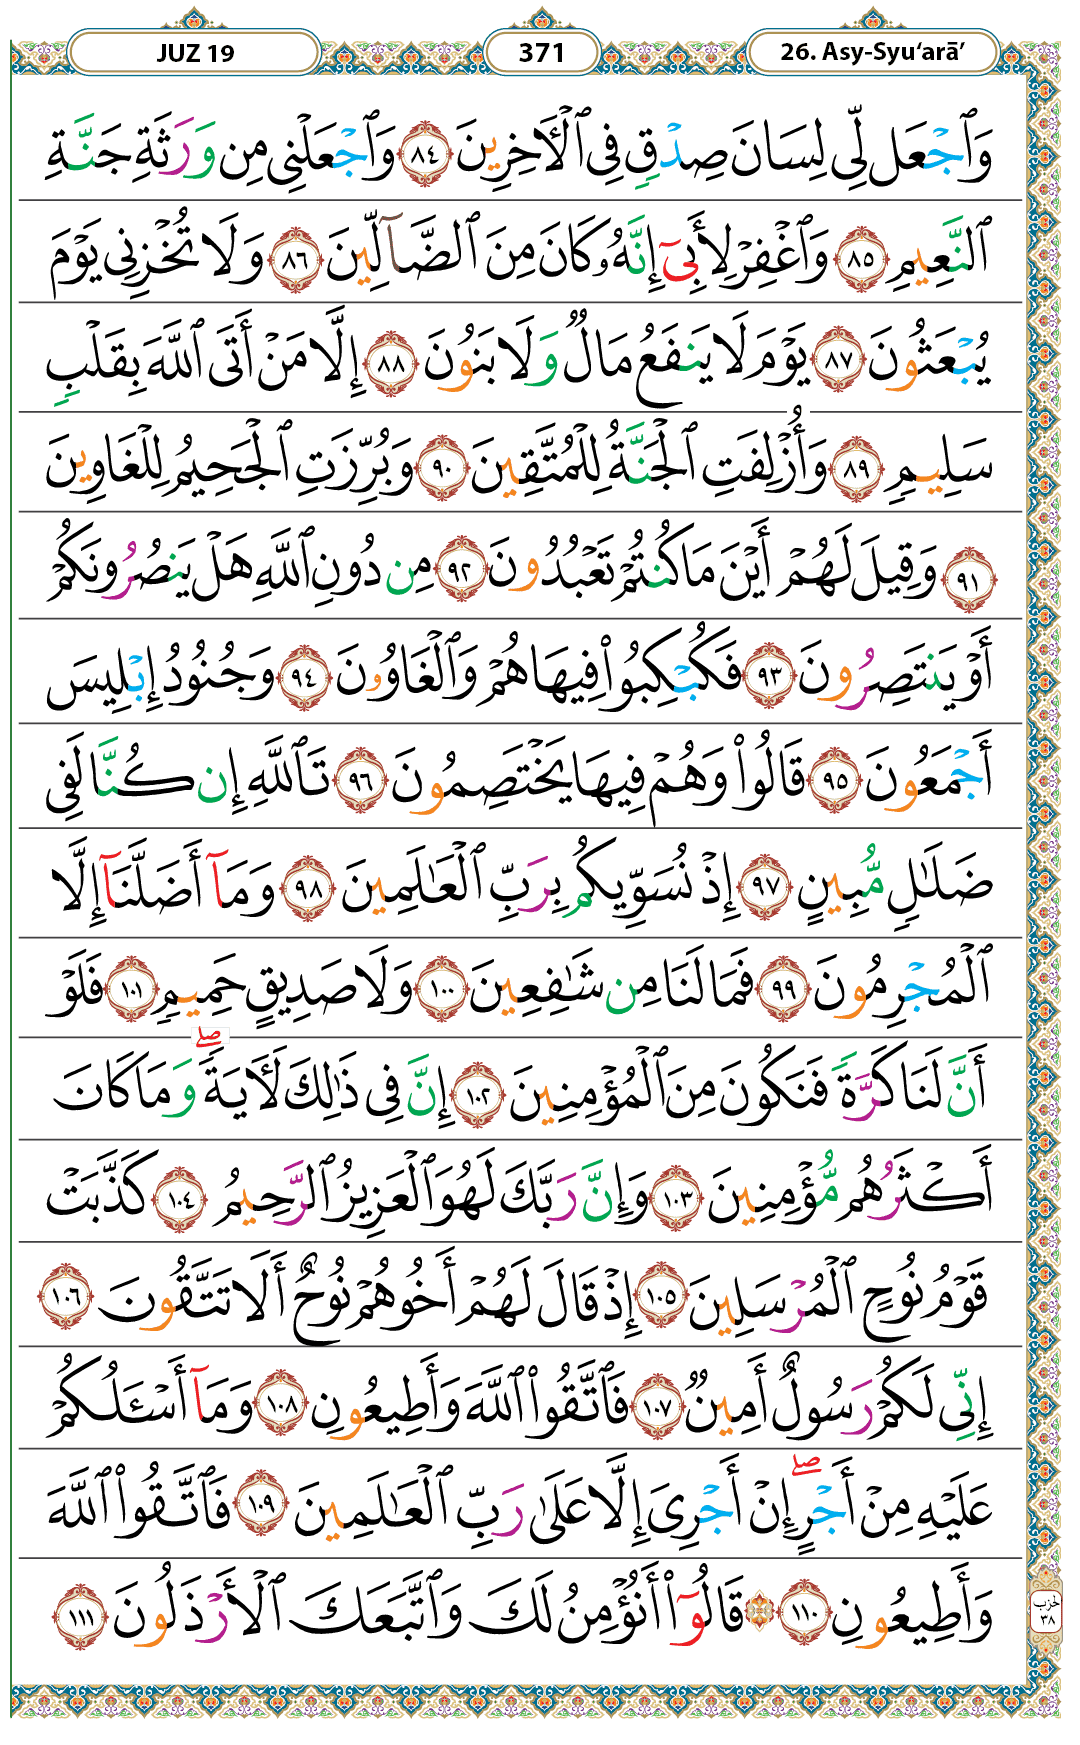 JUZ 19 371 26. Asy-Syu‘arā’
وَٱجْعَل لِّى لِسَانَ صِدْقٍ فِى ٱلْأَخِرِينَ ٨٤ وَٱجْعَلْنِى مِن وَرَثَةِ جَنَّةِ
ٱلنَّعِيمِ ٨٥ وَٱغْفِرْ لِأَبِىٓ إِنَّهُۥ كَانَ مِنَ ٱلضَّآلِّينَ ٨٦ وَلَا تُخْزِنِى يَوْمَ
يُبْعَثُونَ ٨٧ يَوْمَ لَا يَنفَعُ مَالٌ وَلَا بَنُونَ ٨٨ إِلَّا مَنْ أَتَى ٱللَّهَ بِقَلْبٍ
سَلِيمٍ ٨٩ وَأُزْلِفَتِ ٱلْجَنَّةُ لِلْمُتَّقِينَ ٩٠ وَبُرِّزَتِ ٱلْجَحِيمُ لِلْغَاوِينَ
٩١ وَقِيلَ لَهُمْ أَيْنَ مَا كُنتُمْ تَعْبُدُونَ ٩٢ مِن دُونِ ٱللَّهِ هَلْ يَنصُرُونَكُمْ
أَوْ يَنتَصِرُونَ ٩٣ فَكُبْكِبُوا۟ فِيهَا هُمْ وَٱلْغَاوُۥنَ ٩٤ وَجُنُودُ إِبْلِيسَ
أَجْمَعُونَ ٩٥ قَالُوا۟ وَهُمْ فِيهَا يَخْتَصِمُونَ ٩٦ تَٱللَّهِ إِن كُنَّا لَفِى
ضَلَٰلٍ مُّبِينٍ ٩٧ إِذْ نُسَوِّيكُم بِرَبِّ ٱلْعَٰلَمِينَ ٩٨ وَمَآ أَضَلَّنَآ إِلَّا
ٱلْمُجْرِمُونَ ٩٩ فَمَا لَنَا مِن شَٰفِعِينَ ١٠٠ وَلَا صَدِيقٍ حَمِيمٍ ١٠١ فَلَوْ
أَنَّ لَنَا كَرَّةً فَنَكُونَ مِنَ ٱلْمُؤْمِنِينَ ١٠٢ إِنَّ فِى ذَٰلِكَ لَأَيَةً ۖ وَمَا كَانَ
أَكْثَرُهُم مُّؤْمِنِينَ ١٠٣ وَإِنَّ رَبَّكَ لَهُوَ ٱلْعَزِيزُ ٱلرَّحِيمُ ١٠٤ كَذَّبَتْ
قَوْمُ نُوحٍ ٱلْمُرْسَلِينَ ١٠٥ إِذْ قَالَ لَهُمْ أَخُوهُمْ نُوحٌ أَلَا تَتَّقُونَ ١٠٦
إِنِّى لَكُمْ رَسُولٌ أَمِينٌ ١٠٧ فَٱتَّقُوا۟ ٱللَّهَ وَأَطِيعُونِ ١٠٨ وَمَآ أَسْـَٔلُكُمْ
عَلَيْهِ مِنْ أَجْرٍ ۖ إِنْ أَجْرِىَ إِلَّا عَلَىٰ رَبِّ ٱلْعَٰلَمِينَ ١٠٩ فَٱتَّقُوا۟ ٱللَّهَ
وَأَطِيعُونِ ١١٠ ۞ قَالُوٓا۟ أَنُؤْمِنُ لَكَ وَٱتَّبَعَكَ ٱلْأَرْذَلُونَ ١١١
حزب
٣٨